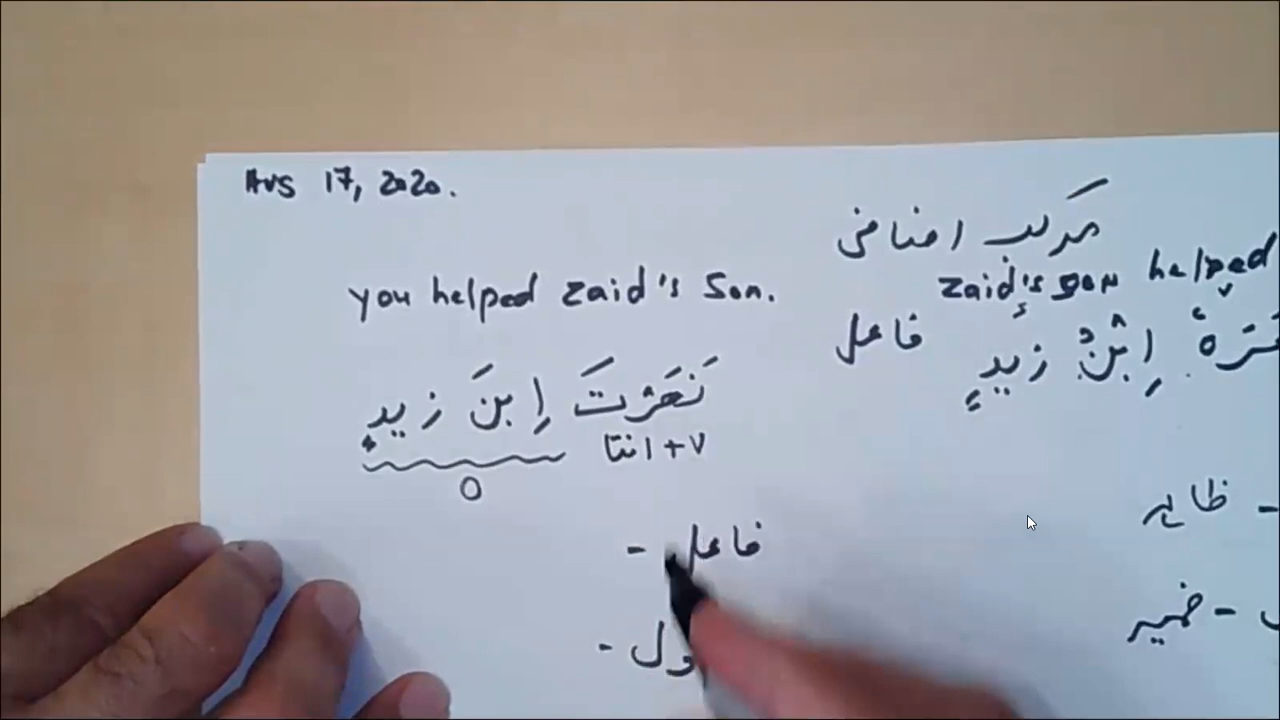 Aug 17, 2020.
مرکب اضافی
you helped zaid's son.
zaid's son helped
فاعل
اِبْنُ زیدٍ
نَصَرْتَ اِبنَ زیدٍ
v + انتا
o
- ظاہر
فاعل -
- ضمیر
ول -